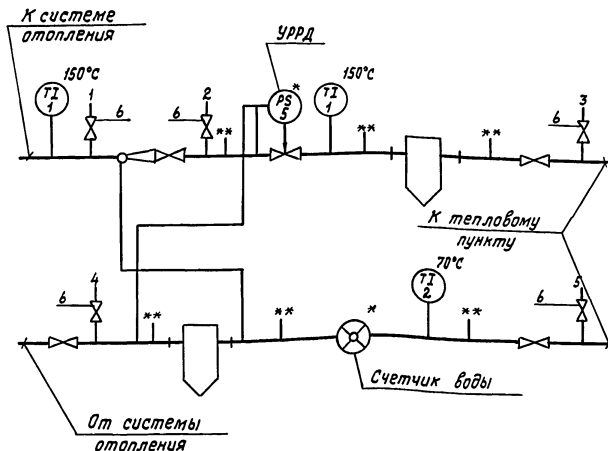 К системе
отопления
УРРД
TI
1
150°С
1
6
2
6
**
PS
5
*
TI
1
150°С
**
**
3
6
К тепловому
пункту
4
6
**
**
*
TI
2
70°С
**
5
6
Счетчик воды
От системы
отопления